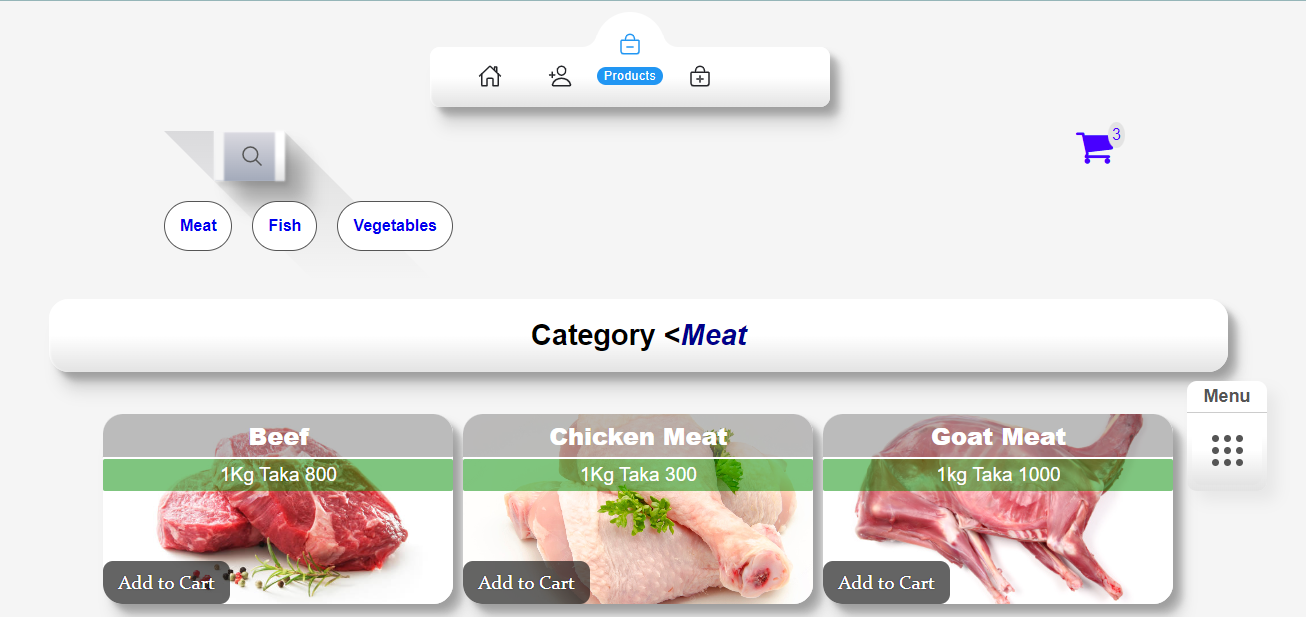 Products
3
Meat
Fish
Vegetables
Category <Meat
Menu
Beef
1Kg Taka 800
Add to Cart
Chicken Meat
1Kg Taka 300
Add to Cart
Goat Meat
1kg Taka 1000
Add to Cart